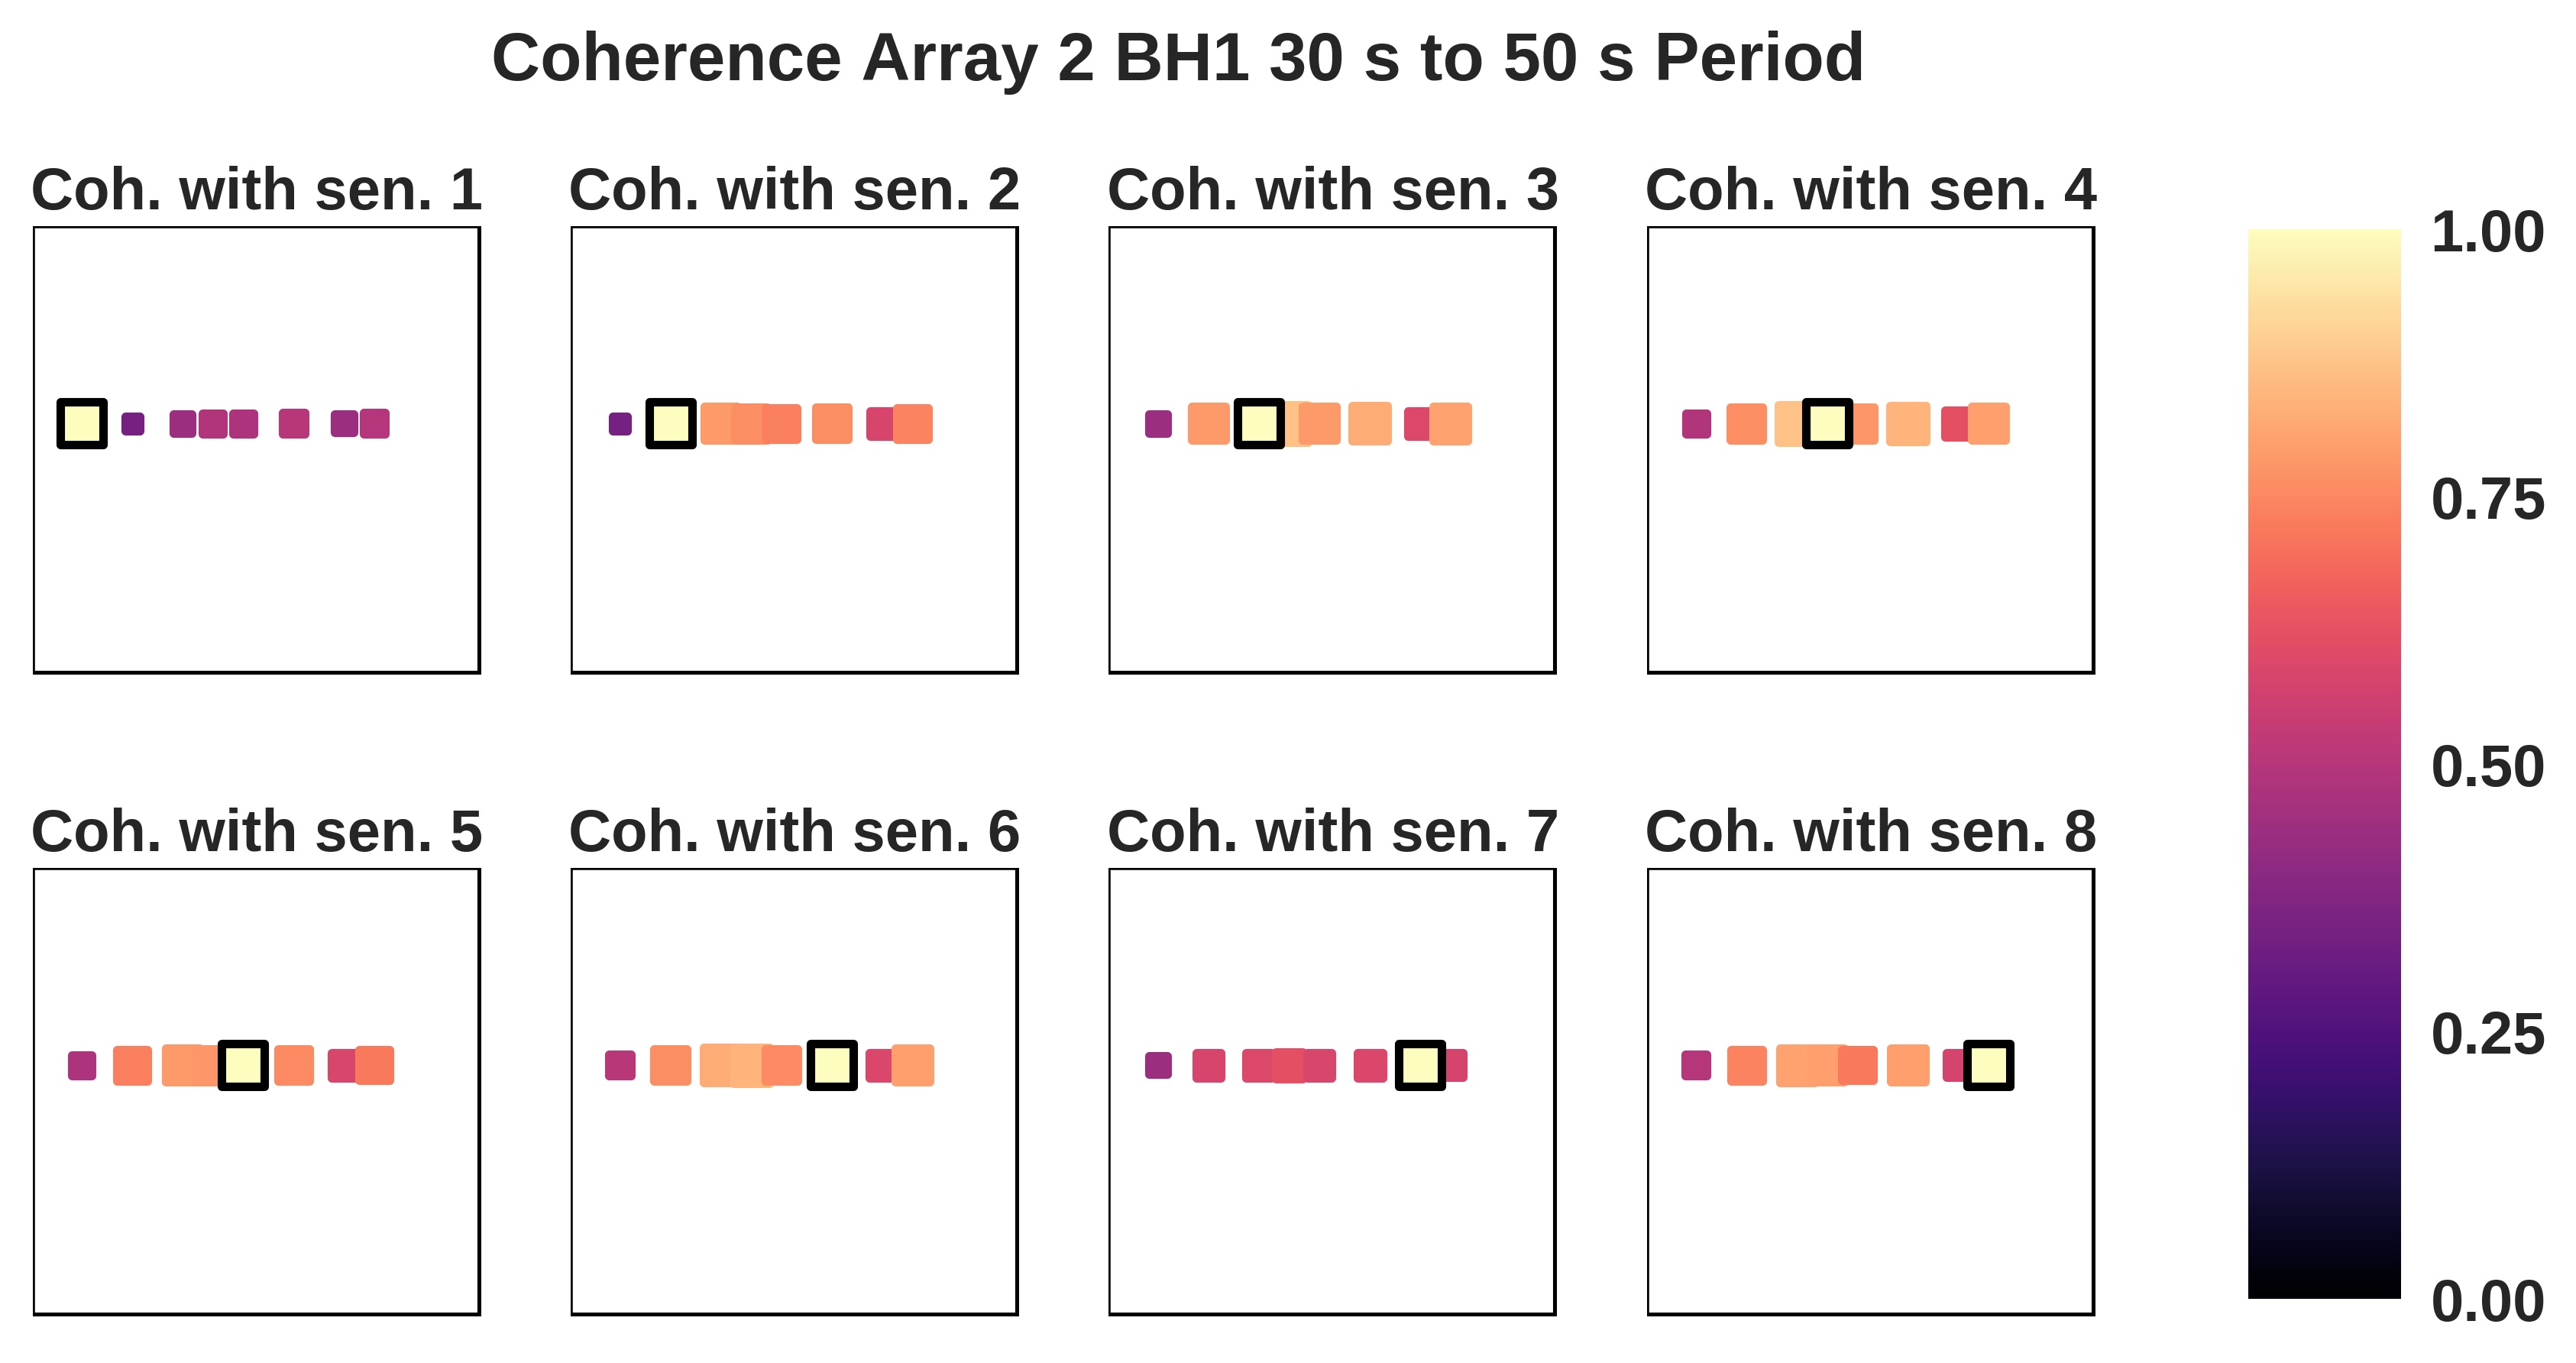 Coherence Array 2 BH1 30 s to 50 s Period
Coh. with sen. 1
Coh. with sen. 2
Coh. with sen. 3
Coh. with sen. 4
Coh. with sen. 5
Coh. with sen. 6
Coh. with sen. 7
Coh. with sen. 8
1.00
0.75
0.50
0.25
0.00